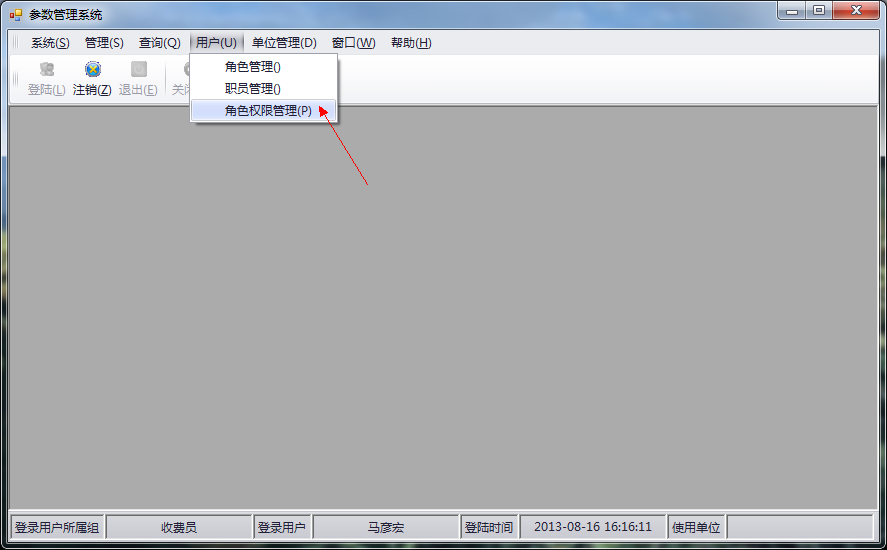 参数管理系统
系统(S) 管理(S) 查询(Q) 用户(U) 单位管理(D) 窗口(W) 帮助(H)
登陆(L) 注销(Z) 退出(E) 关闭
角色管理()
职员管理()
角色权限管理(P)
登录用户所属组 收费员 登录用户 马彦宏 登陆时间 2013-08-16 16:16:11 使用单位